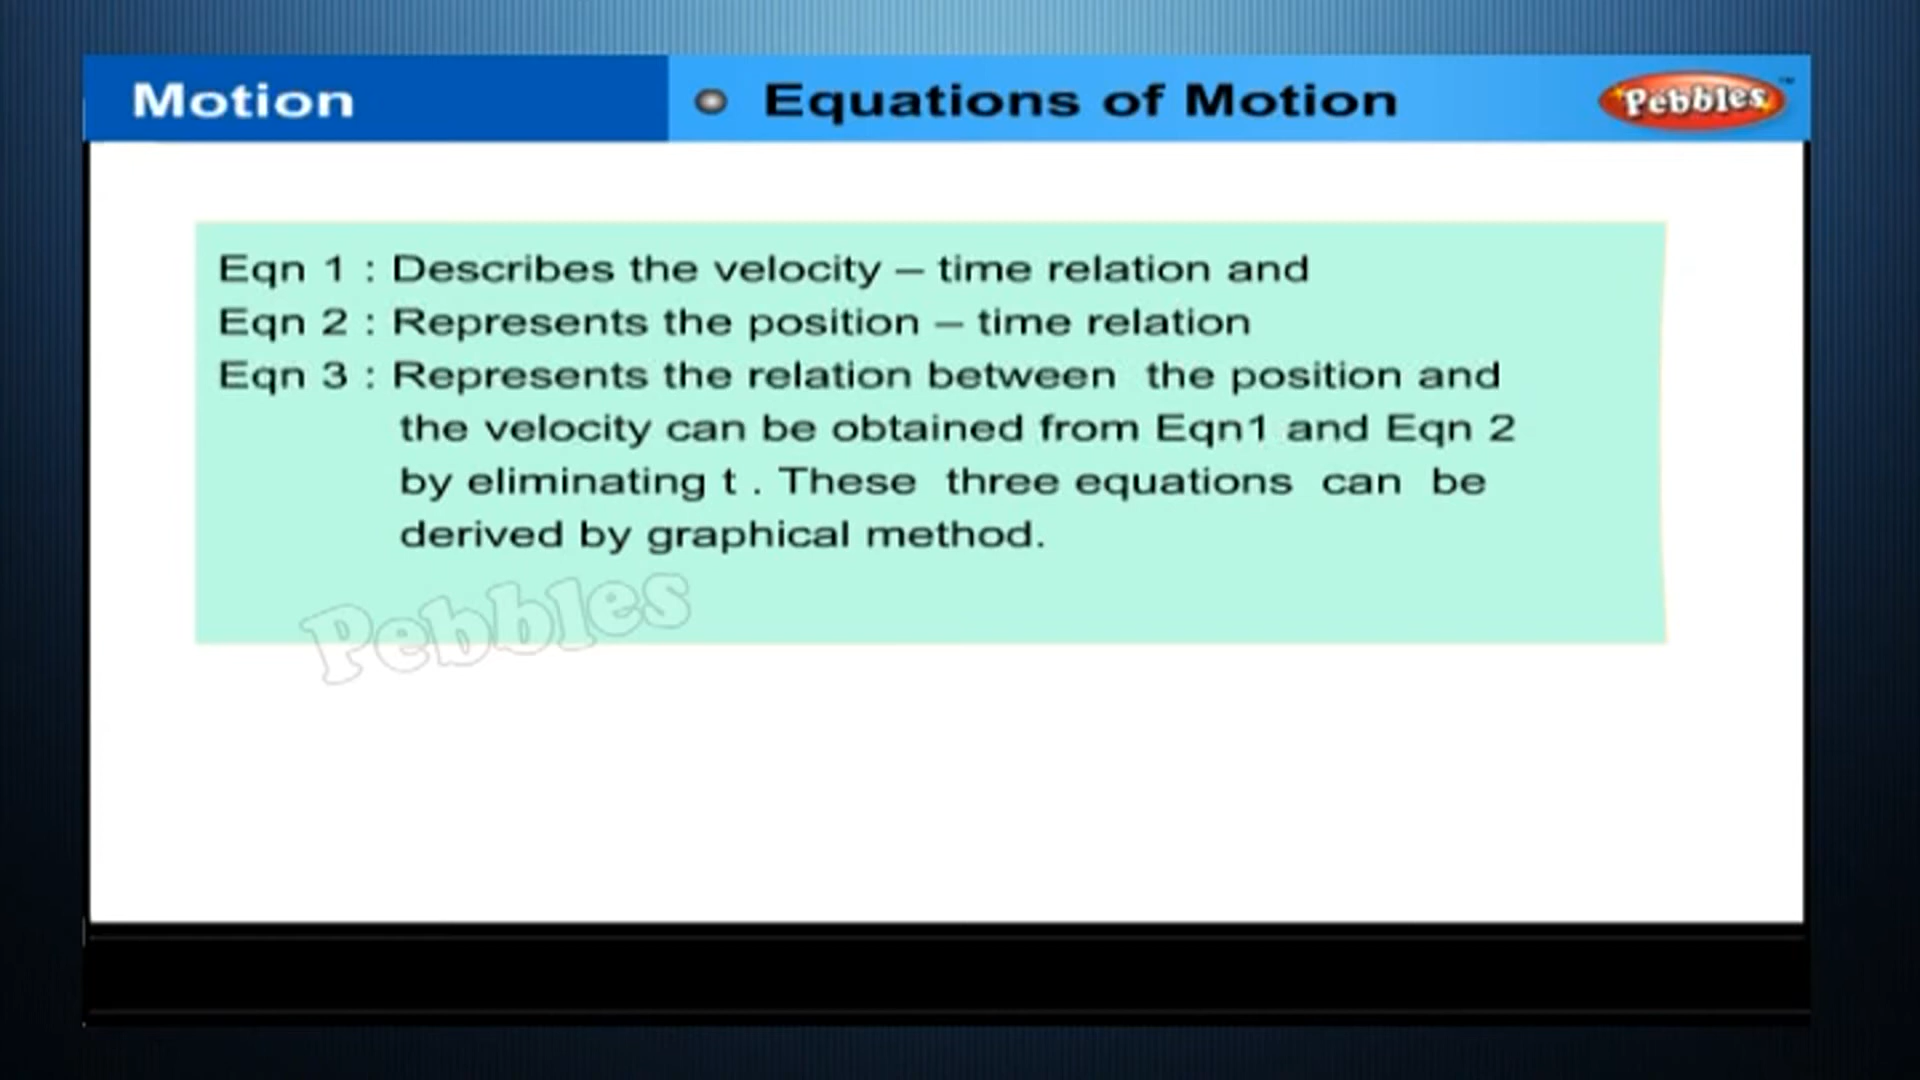 Motion
Equations of Motion
Pebbles™
Eqn 1 : Describes the velocity – time relation and
Eqn 2 : Represents the position – time relation
Eqn 3 : Represents the relation between the position and
the velocity can be obtained from Eqn1 and Eqn 2
by eliminating t . These three equations can be
derived by graphical method.
Pebbles